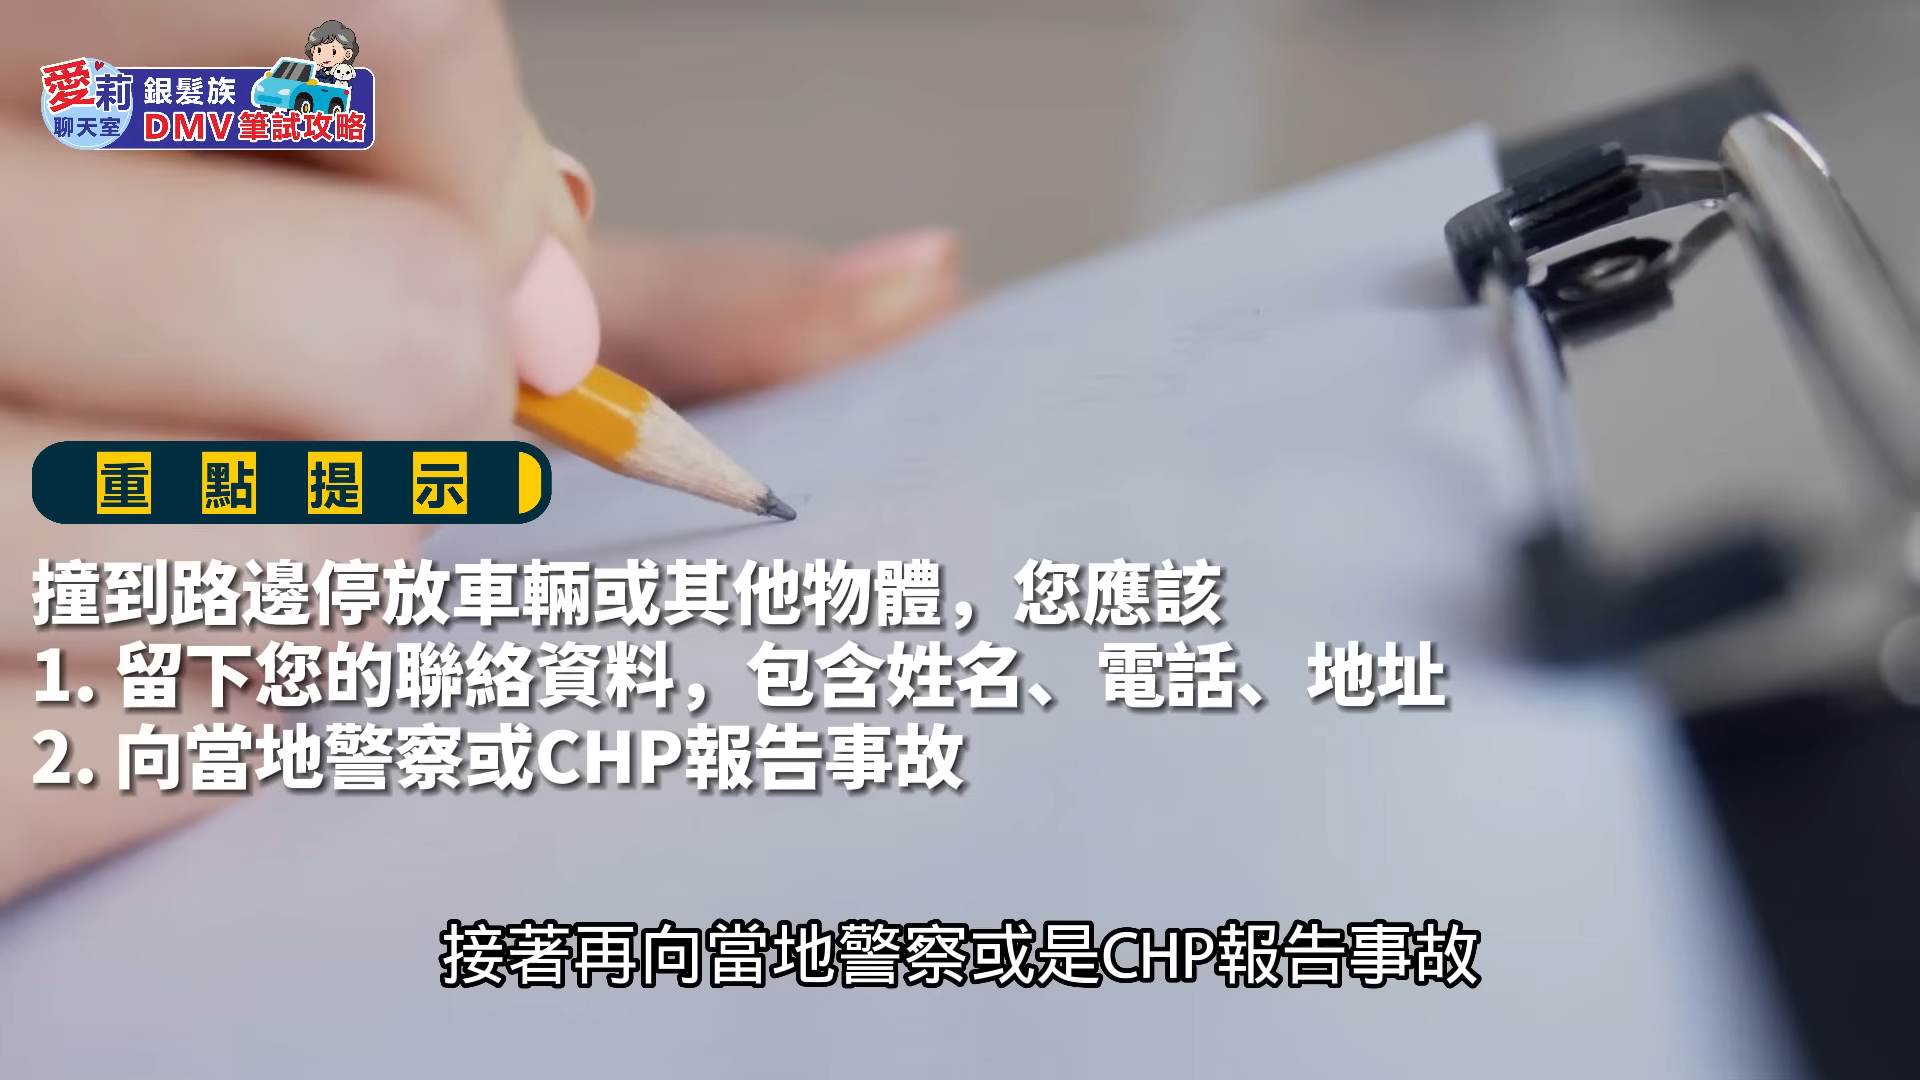 愛莉
聊天室
銀髮族
DMV筆試攻略
重點提示
撞到路邊停放車輛或其他物體，您應該
1. 留下您的聯絡資料，包含姓名、電話、地址
2. 向當地警察或CHP報告事故
接著再向當地警察或是CHP報告事故